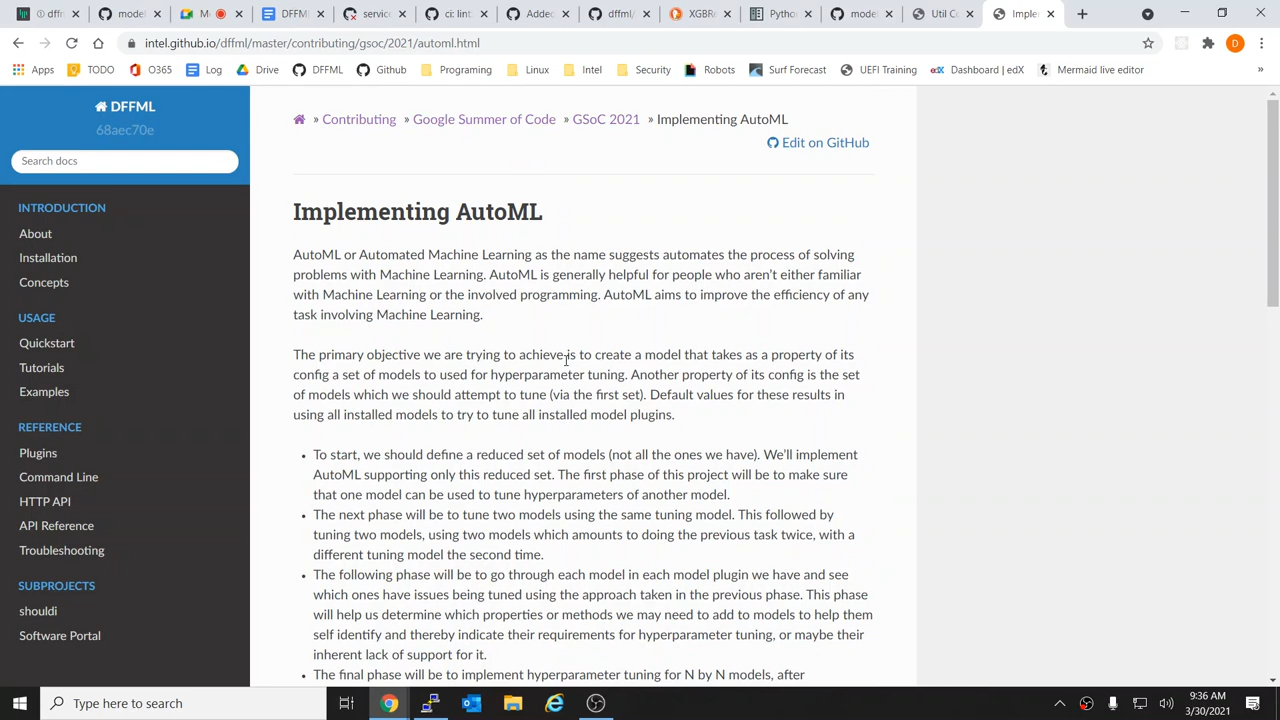 ① dffm
model
M
DFFML
service
ci: lint:
Added
dffml/
XGBRe
Python
model
Util Co
Imple
intel.github.io/dffml/master/contributing/gsoc/2021/automl.html
D
Apps
TODO
O365
Log
Drive
DFFML
Github
Programing
Linux
Intel
Security
Robots
Surf Forecast
UEFI Training
edX Dashboard | edX
Mermaid live editor
»
DFFML
68aec70e
Search docs
INTRODUCTION
About
Installation
Concepts
USAGE
Quickstart
Tutorials
Examples
REFERENCE
Plugins
Command Line
HTTP API
API Reference
Troubleshooting
SUBPROJECTS
shouldi
Software Portal
» Contributing » Google Summer of Code » GSoC 2021 » Implementing AutoML
Edit on GitHub
Implementing AutoML
AutoML or Automated Machine Learning as the name suggests automates the process of solving
problems with Machine Learning. AutoML is generally helpful for people who aren't either familiar
with Machine Learning or the involved programming. AutoML aims to improve the efficiency of any
task involving Machine Learning.
The primary objective we are trying to achieve is to create a model that takes as a property of its
config a set of models to used for hyperparameter tuning. Another property of its config is the set
of models which we should attempt to tune (via the first set). Default values for these results in
using all installed models to try to tune all installed model plugins.
• To start, we should define a reduced set of models (not all the ones we have). We'll implement
AutoML supporting only this reduced set. The first phase of this project will be to make sure
that one model can be used to tune hyperparameters of another model.
• The next phase will be to tune two models using the same tuning model. This followed by
tuning two models, using two models which amounts to doing the previous task twice, with a
different tuning model the second time.
• The following phase will be to go through each model in each model plugin we have and see
which ones have issues being tuned using the approach taken in the previous phase. This phase
will help us determine which properties or methods we may need to add to models to help them
self identify and thereby indicate their requirements for hyperparameter tuning, or maybe their
inherent lack of support for it.
• The final phase will be to implement hyperparameter tuning for N by N models, after
Type here to search
9:36 AM
3/30/2021